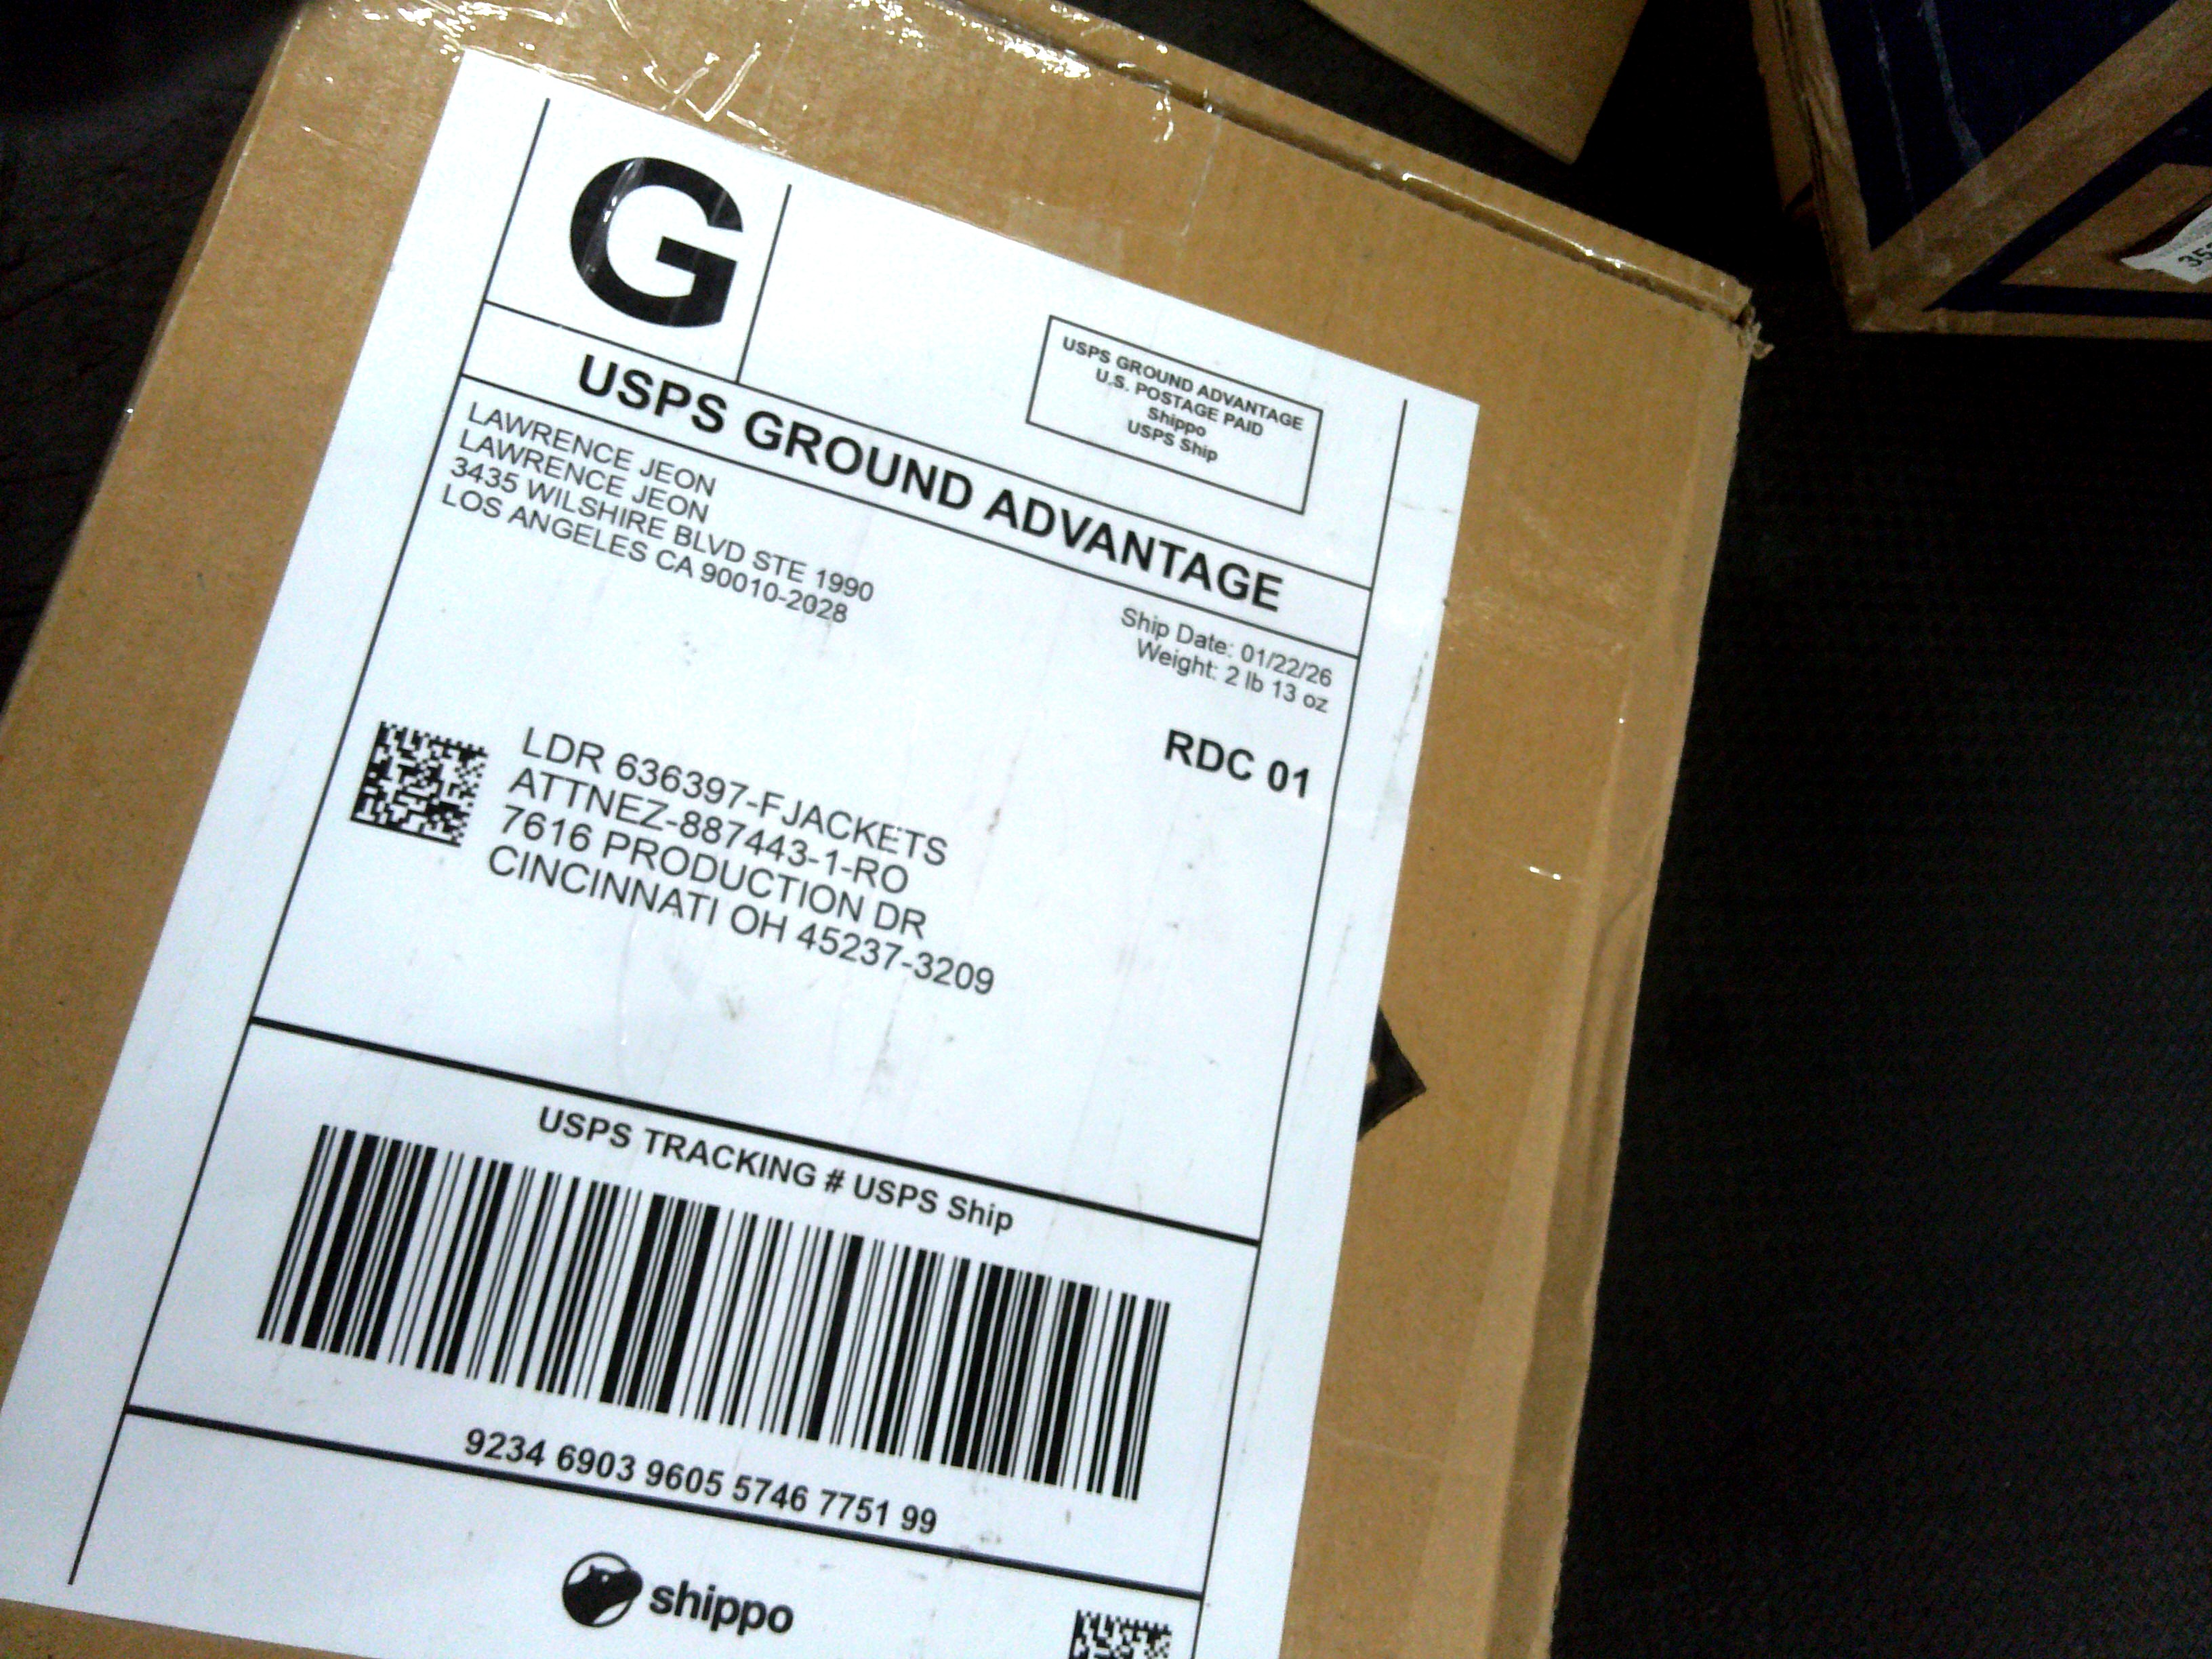 G
USPS GROUND ADVANTAGE
U.S. POSTAGE PAID
Shippo
USPS Ship
USPS GROUND ADVANTAGE
LAWRENCE JEON
LAWRENCE JEON
3435 WILSHIRE BLVD STE 1990
LOS ANGELES CA 90010-2028
Ship Date: 01/22/26
Weight: 2 lb 13 oz
RDC 01
LDR 636397-FJACKETS
ATTNEZ-887443-1-RO
7616 PRODUCTION DR
CINCINNATI OH 45237-3209
USPS TRACKING # USPS Ship
9234 6903 9605 5746 7751 99
shippo